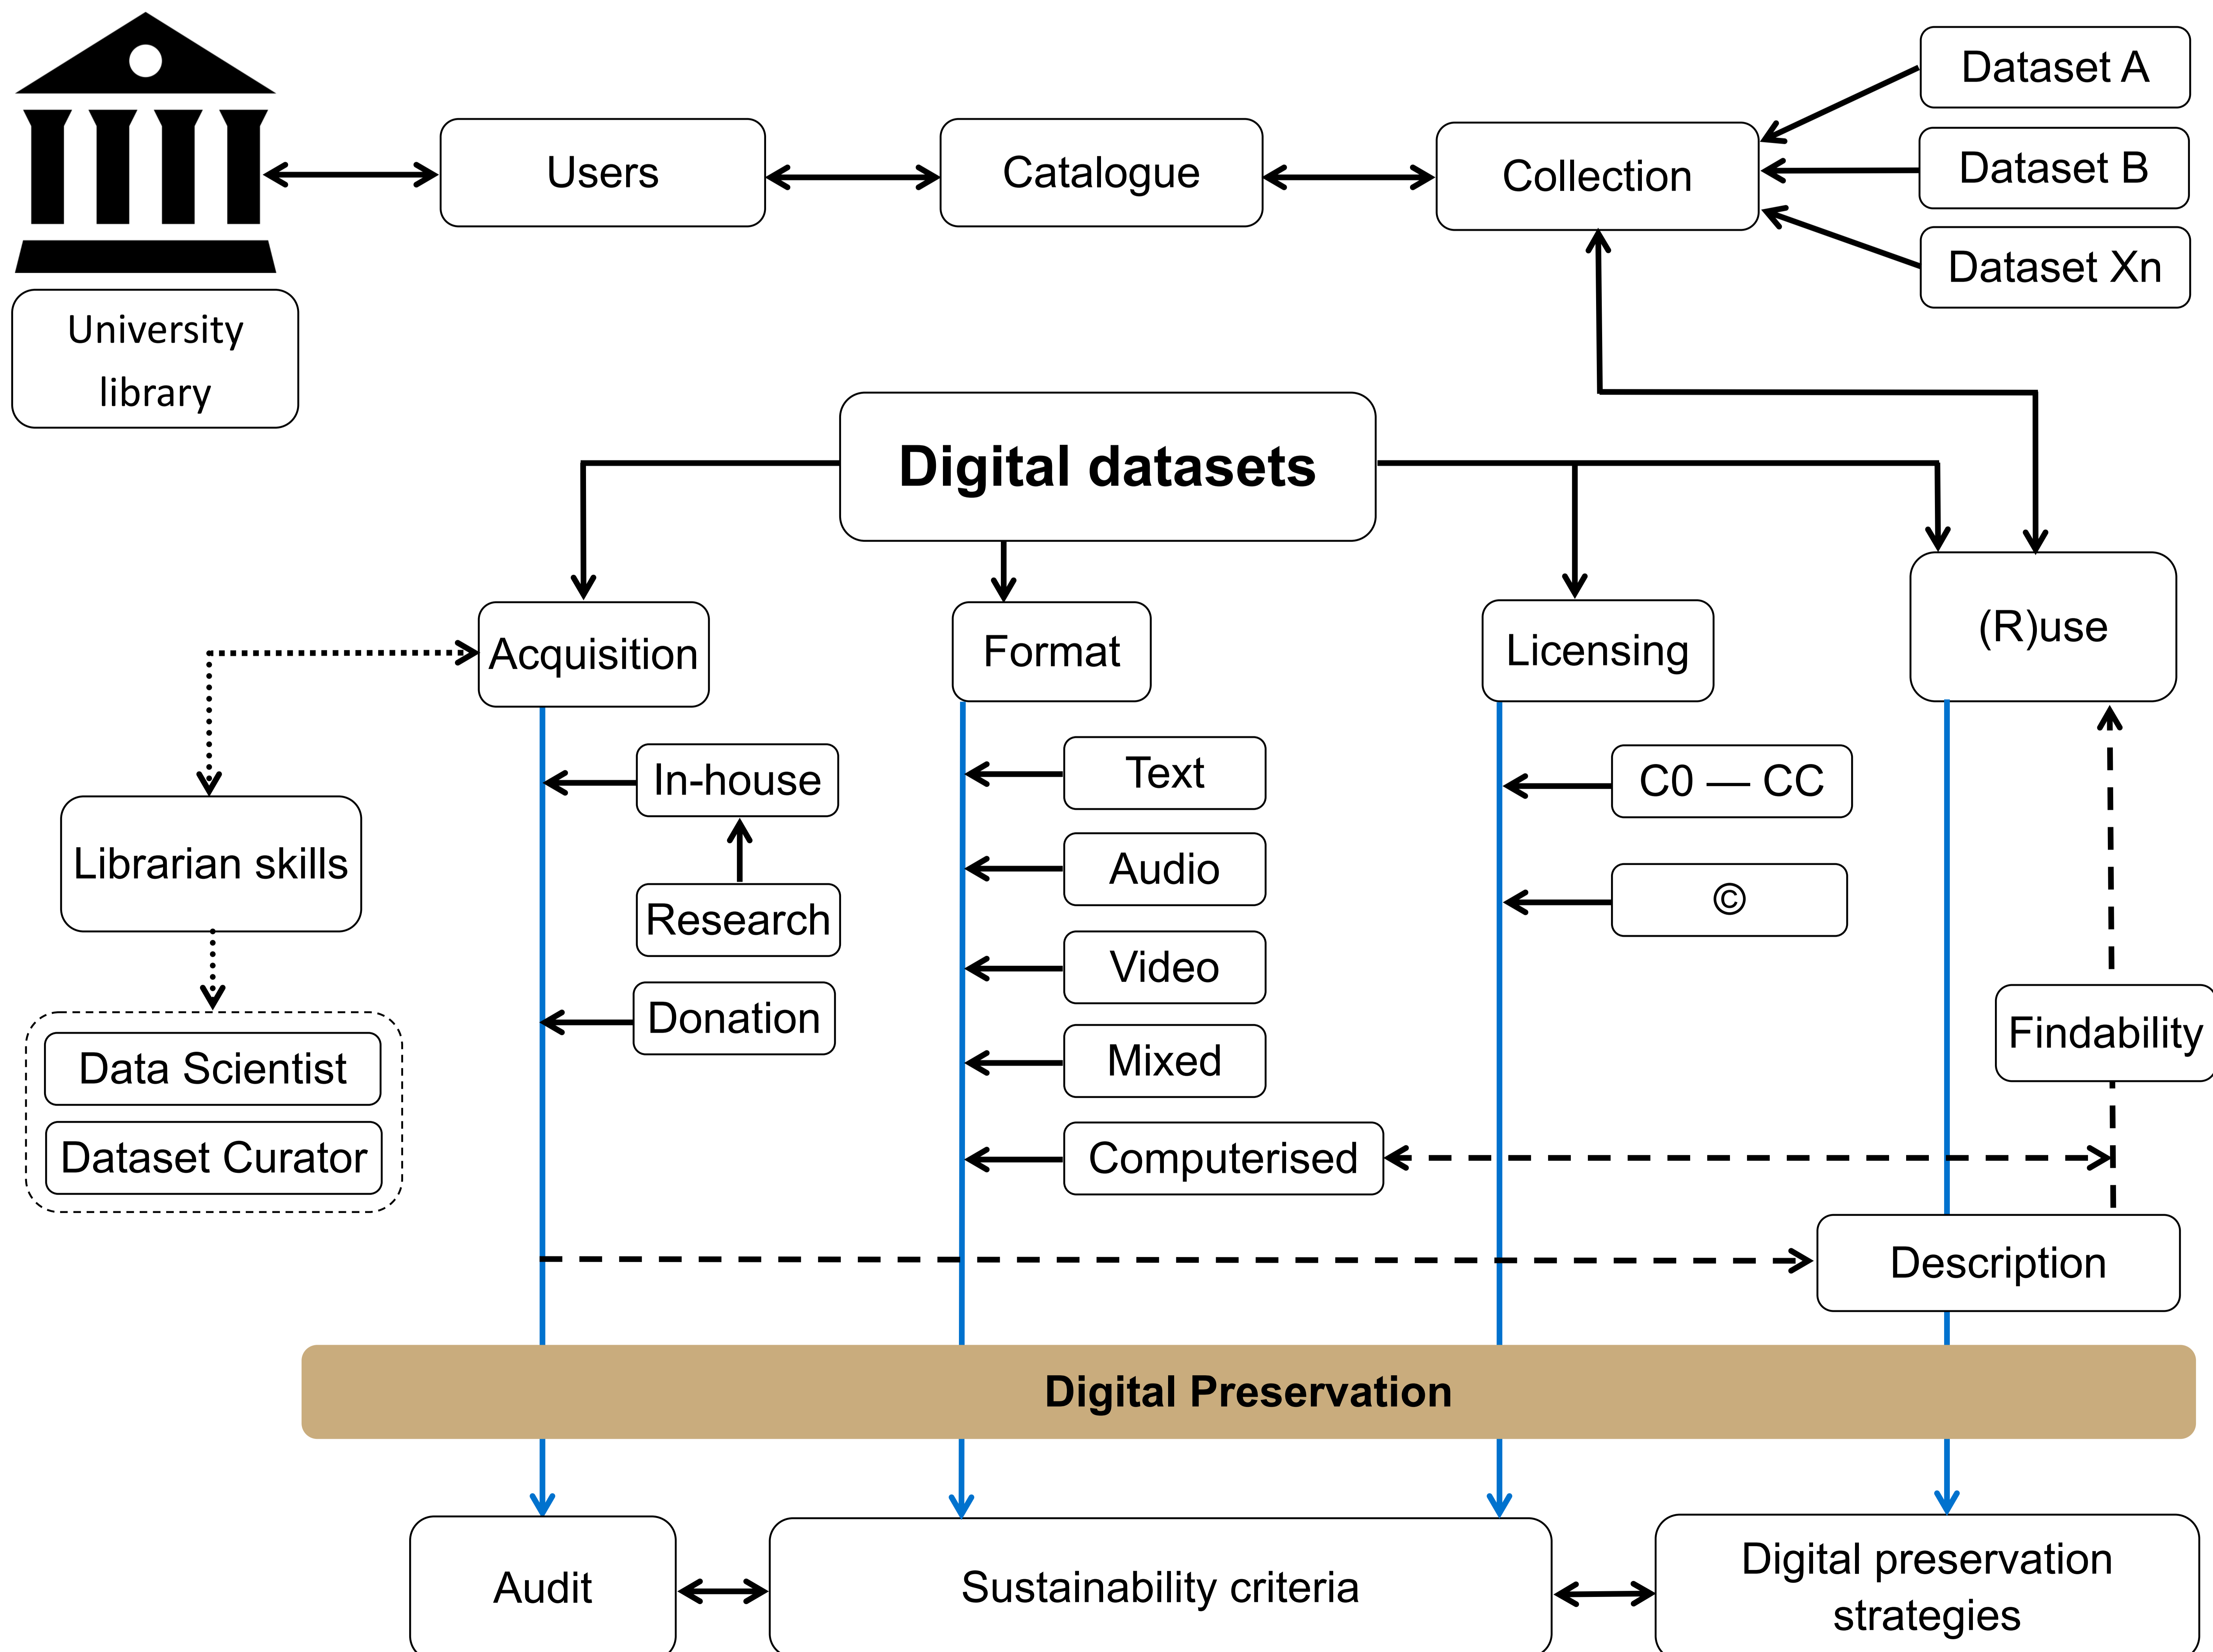 Dataset A
Users
Catalogue
Collection
Dataset B
Dataset Xn
University
library
Digital datasets
Acquisition
Format
Licensing
(R)use
In-house
Text
C0 — CC
Librarian skills
Audio
©
Research
Video
Donation
Findability
Data Scientist
Mixed
Dataset Curator
Computerised
Description
Digital Preservation
Audit
Sustainability criteria
Digital preservation
strategies